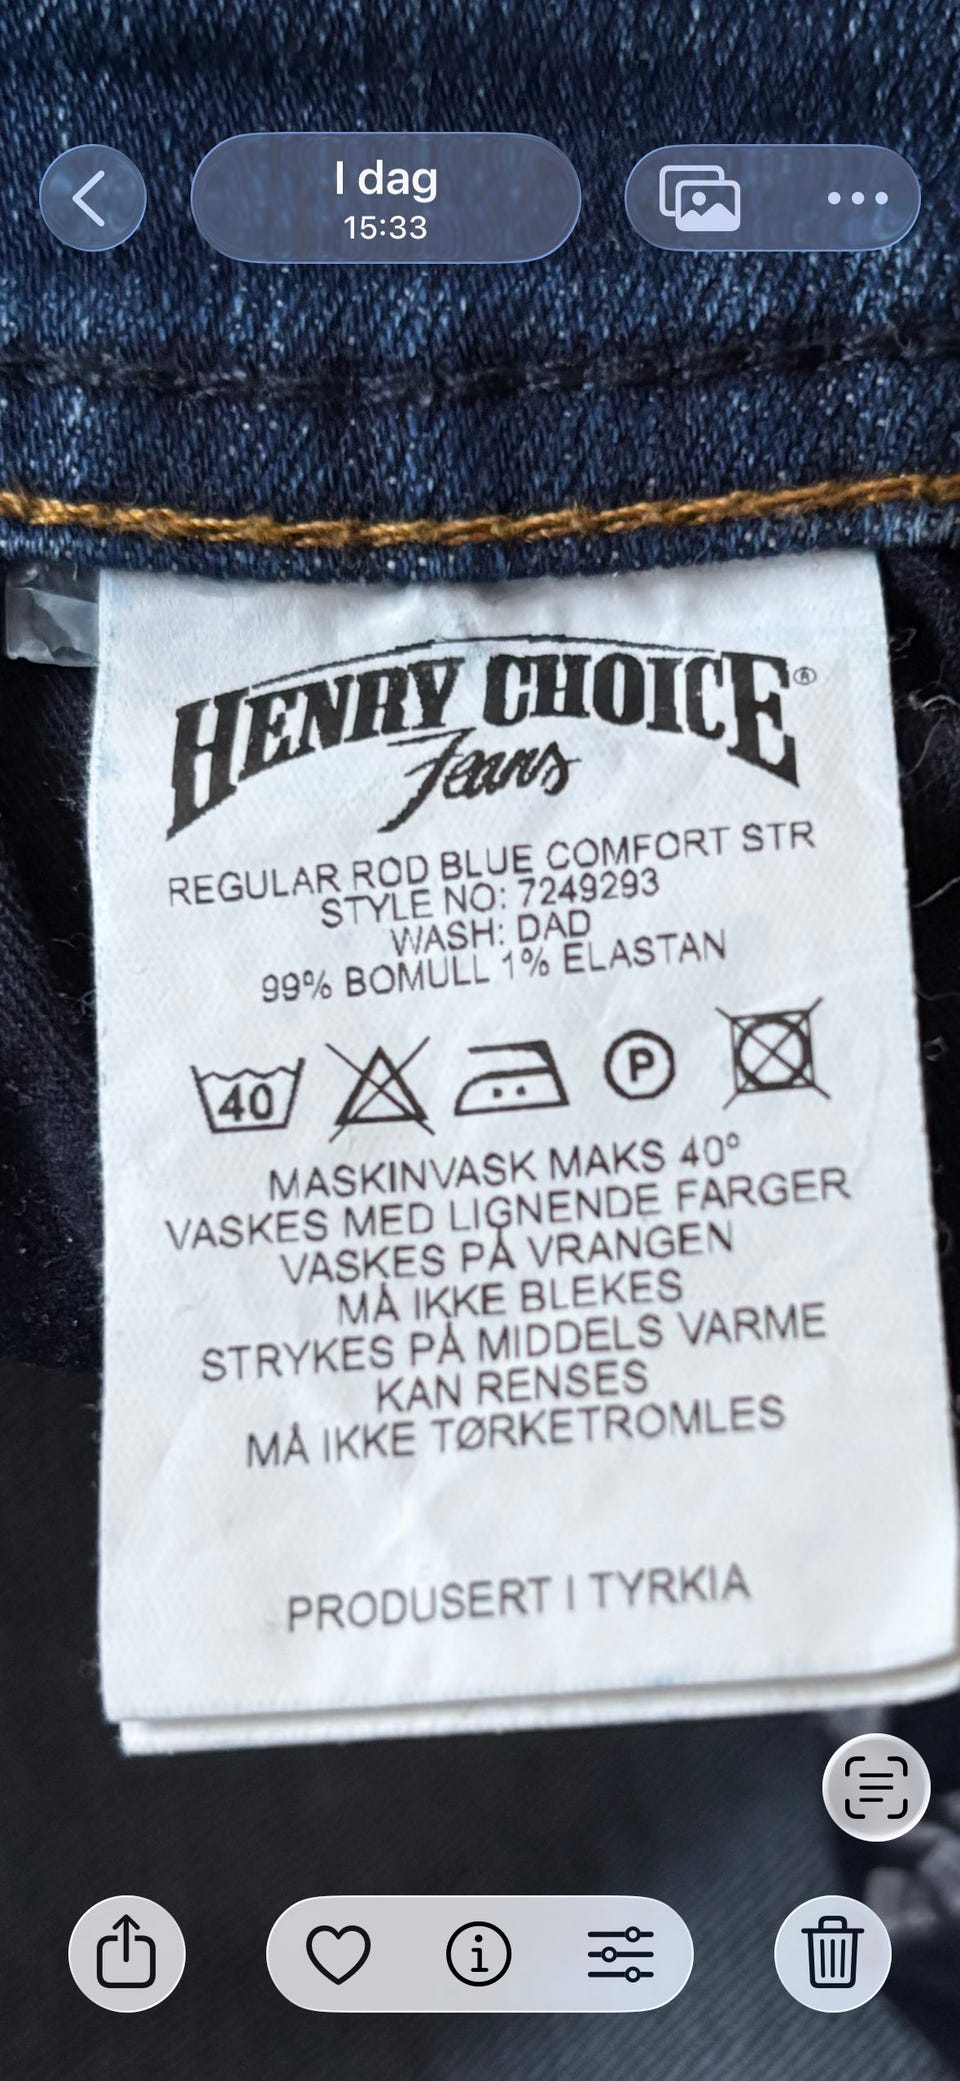 I dag
15:33
HENRY CHOICE®
Jeans
REGULAR ROD BLUE COMFORT STR
STYLE NO: 7249293
WASH: DAD
99% BOMULL 1% ELASTAN
40
P
MASKINVASK MAKS 40°
VASKES MED LIGNENDE FARGER
VASKES PÅ VRANGEN
MÅ IKKE BLEKES
STRYKES PÅ MIDDELS VARME
KAN RENSES
MÅ IKKE TØRKETROMLES
PRODUSERT I TYRKIA